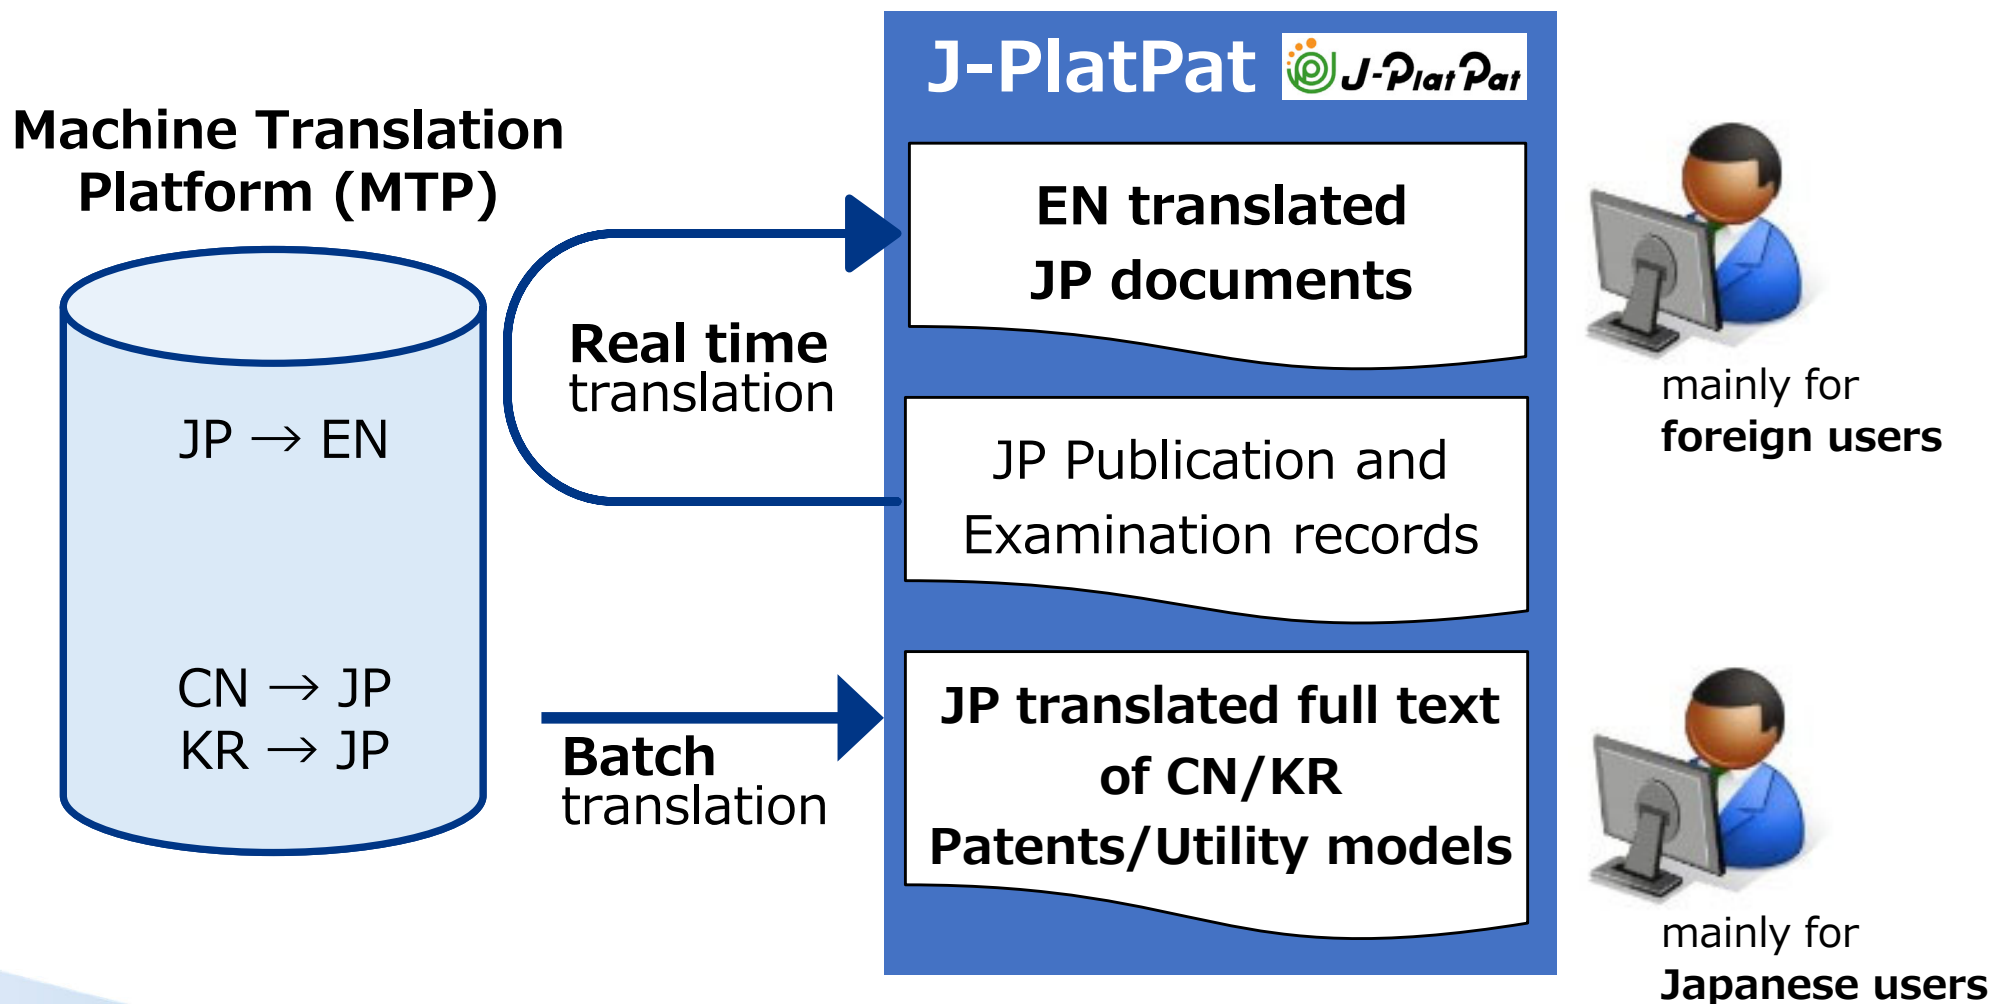 J-PlatPat
J-PlatPat
Machine Translation
Platform (MTP)
JP → EN
CN → JP
KR → JP
Real time
translation
Batch
translation
EN translated
JP documents
JP Publication and
Examination records
JP translated full text
of CN/KR
Patents/Utility models
mainly for
foreign users
mainly for
Japanese users